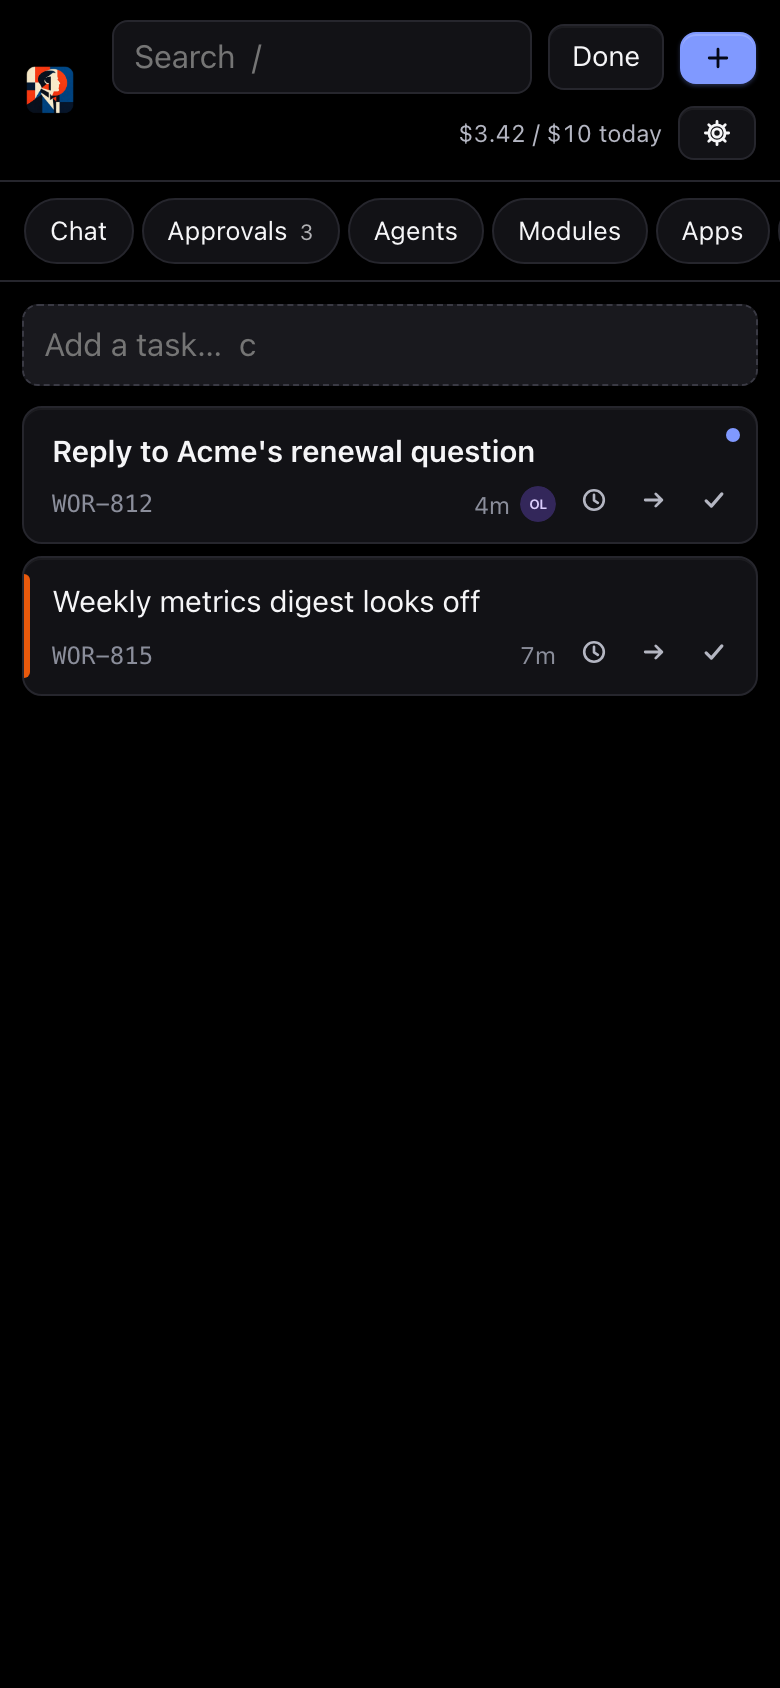 Search /
Done
+
$3.42 / $10 today
Chat
Approvals 3
Agents
Modules
Apps
Add a task... c
Reply to Acme's renewal question
WOR-812
4m
OL
Weekly metrics digest looks off
WOR-815
7m